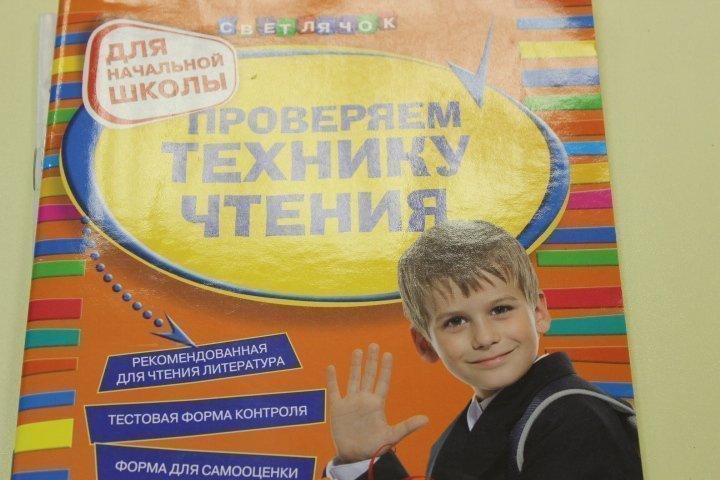 СВЕТЛЯЧОК
ДЛЯ
НАЧАЛЬНОЙ
ШКОЛЫ
ПРОВЕРЯЕМ
ТЕХНИКУ
ЧТЕНИЯ
РЕКОМЕНДОВАННАЯ
ДЛЯ ЧТЕНИЯ ЛИТЕРАТУРА
ТЕСТОВАЯ ФОРМА КОНТРОЛЯ
ФОРМА ДЛЯ САМООЦЕНКИ